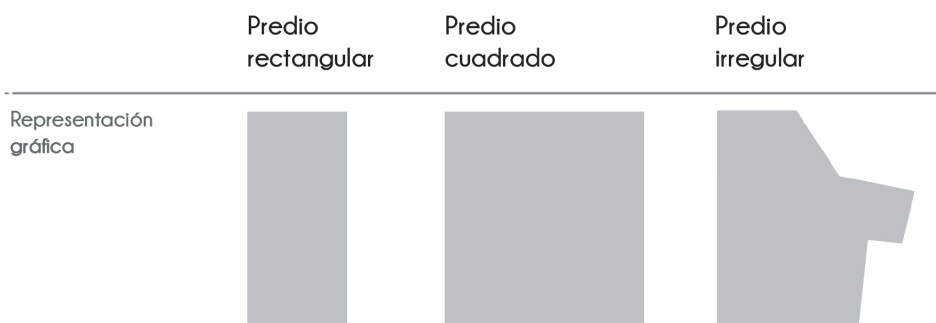 Predio
rectangular
Predio
cuadrado
Predio
irregular
Representación
gráfica